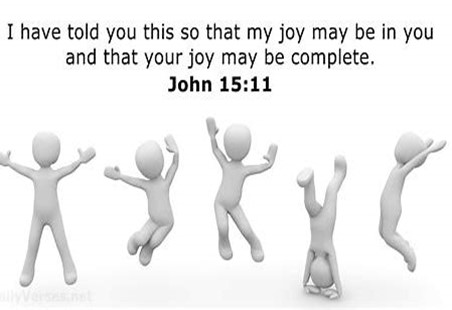 I have told you this so that my joy may be in you
and that your joy may be complete.
John 15:11